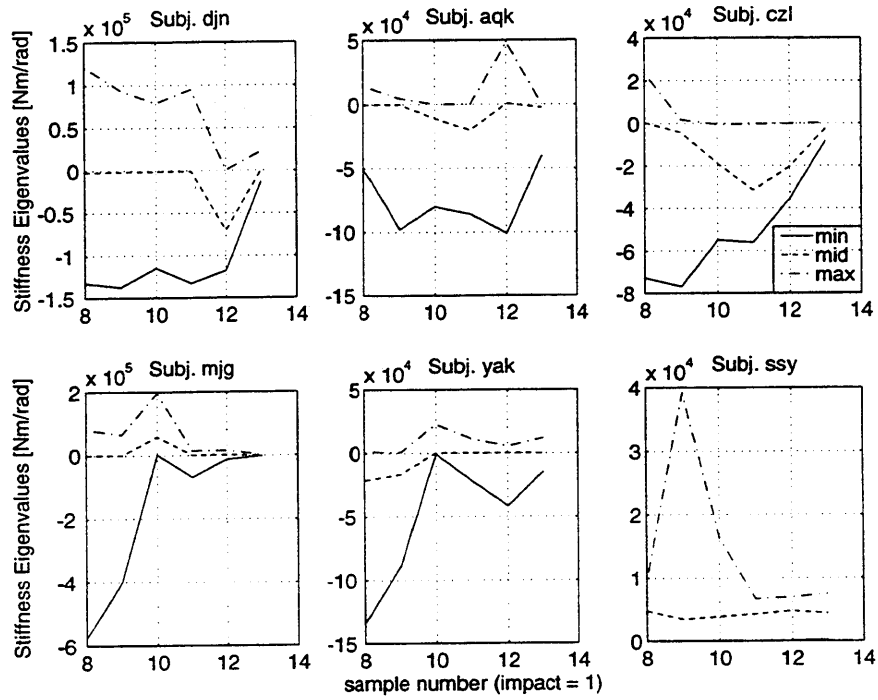 Subj. djn
x 10^5
1.5
1
0.5
0
-0.5
-1
-1.5
8 10 12 14
Stiffness Eigenvalues [Nm/rad]
Subj. aqk
x 10^4
5
0
-5
-10
-15
8 10 12 14
Subj. czl
x 10^4
4
2
0
-2
-4
-6
-8
8 10 12 14
min
mid
max
Subj. mjg
x 10^5
2
0
-2
-4
-6
8 10 12 14
Stiffness Eigenvalues [Nm/rad]
Subj. yak
x 10^4
5
0
-5
-10
-15
8 10 12 14
Subj. ssy
x 10^4
4
3
2
1
0
8 10 12 14
sample number (impact = 1)